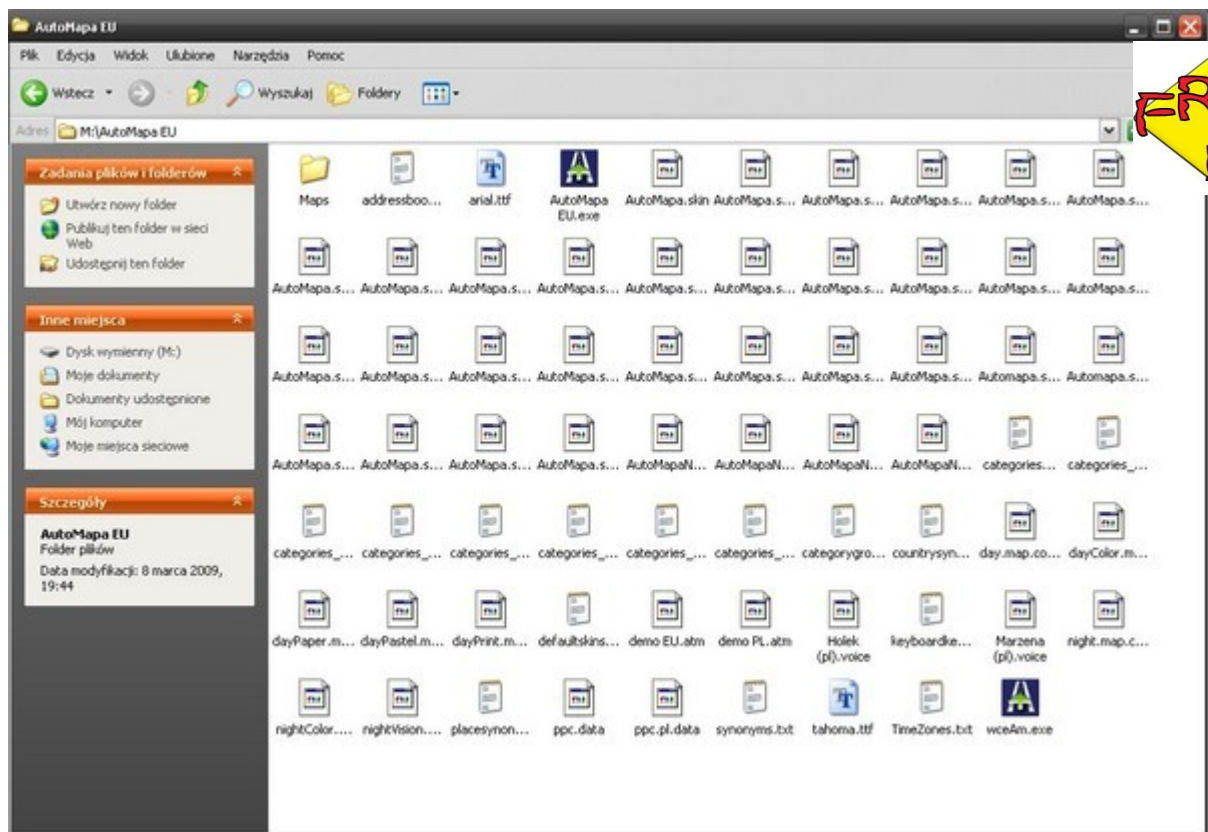 AutoMapa EU
Plik Edycja Widok Ulubione Narzędzia Pomoc
Wstecz Wyszukaj Foldery
Adres M:\AutoMapa EU
Zadania plików i folderów
Utwórz nowy folder
Publikuj ten folder w sieci
Web
Udostępnij ten folder
Inne miejsca
Dysk wymienny (M:)
Moje dokumenty
Dokumenty udostępnione
Mój komputer
Moje miejsca sieciowe
Szczegóły
AutoMapa EU
Folder plików
Data modyfikacji: 8 marca 2009,
19:44
Maps addressboo... arial.ttf AutoMapa AutoMapa.skin AutoMapa.s... AutoMapa.s... AutoMapa.s... AutoMapa.s... AutoMapa.s...
EU.exe
AutoMapa.s... AutoMapa.s... AutoMapa.s... AutoMapa.s... AutoMapa.s... AutoMapa.s... AutoMapa.s... AutoMapa.s... AutoMapa.s... AutoMapa.s...
AutoMapa.s... AutoMapa.s... AutoMapa.s... AutoMapa.s... AutoMapa.s... AutoMapa.s... AutoMapa.s... AutoMapa.s... Automapa.s... Automapa.s...
AutoMapa.s... AutoMapa.s... AutoMapa.s... AutoMapa.s... AutoMapaN... AutoMapaN... AutoMapaN... AutoMapaN... categories... categories_...
categories_... categories_... categories_... categories_... categories_... categories_... categorygro... countrysyn... day.map.co... dayColor.m...
dayPaper.m... dayPastel.m... dayPrint.m... defaultskins... demo EU.atm demo PL.atm Holek keyboardke... Marzena night.map.c...
(pl).voice (pl).voice
nightColor.... nightVision.... placesynon... ppc.data ppc.pl.data synonyms.txt tahoma.ttf TimeZones.txt wceAm.exe